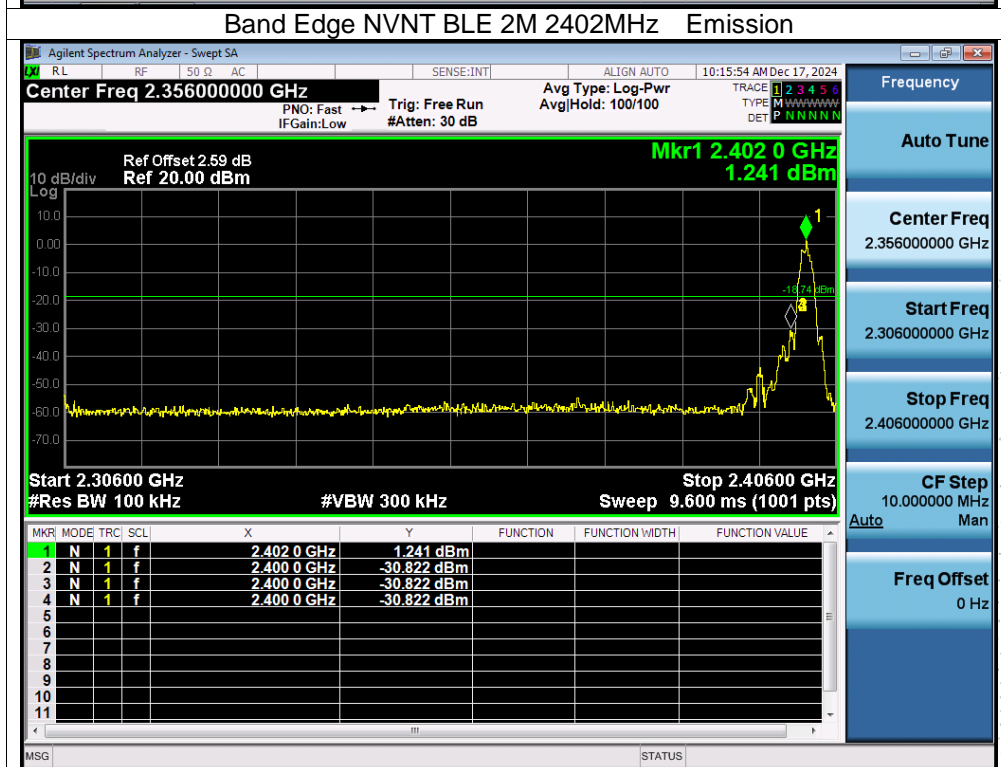 Band Edge NVNT BLE 2M 2402MHz Emission
Agilent Spectrum Analyzer - Swept SA
LXI RL RF 50 Ω AC SENSE:INT ALIGN AUTO 10:15:54 AM Dec 17, 2024
Center Freq 2.356000000 GHz
PNO: Fast
IFGain:Low
Trig: Free Run
#Atten: 30 dB
Avg Type: Log-Pwr
Avg|Hold: 100/100
TRACE 1 2 3 4 5 6
TYPE M WWWWW
DET P N N N N N
Ref Offset 2.59 dB
10 dB/div Ref 20.00 dBm
Log
Mkr1 2.402 0 GHz
1.241 dBm
10.0
0.00
-10.0
-20.0
-30.0
-40.0
-50.0
-60.0
-70.0
1
-18.74 dBm
Start 2.30600 GHz Stop 2.40600 GHz
#Res BW 100 kHz #VBW 300 kHz Sweep 9.600 ms (1001 pts)
MKR MODE TRC SCL X Y FUNCTION FUNCTION WIDTH FUNCTION VALUE
1 N 1 f 2.402 0 GHz 1.241 dBm
2 N 1 f 2.400 0 GHz -30.822 dBm
3 N 1 f 2.400 0 GHz -30.822 dBm
4 N 1 f 2.400 0 GHz -30.822 dBm
5
6
7
8
9
10
11
MSG STATUS
Frequency
Auto Tune
Center Freq
2.356000000 GHz
Start Freq
2.306000000 GHz
Stop Freq
2.406000000 GHz
CF Step
10.000000 MHz
Auto Man
Freq Offset
0 Hz